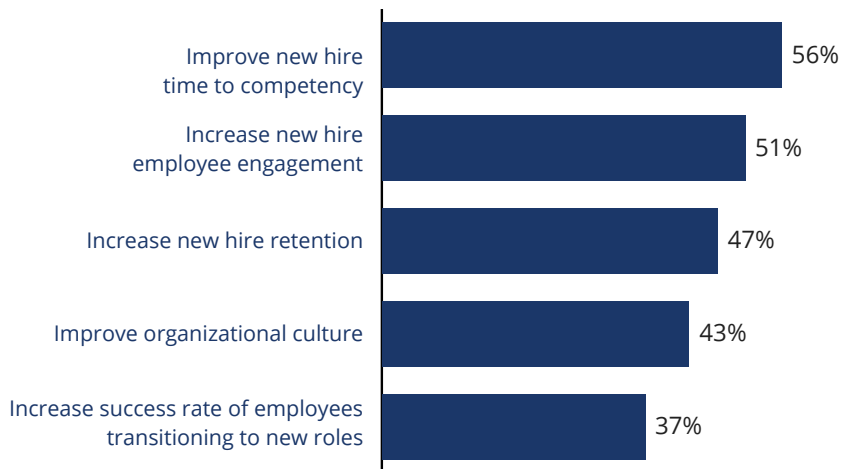 Improve new hire
time to competency
56%
Increase new hire
employee engagement
51%
Increase new hire retention
47%
Improve organizational culture
43%
Increase success rate of employees
transitioning to new roles
37%